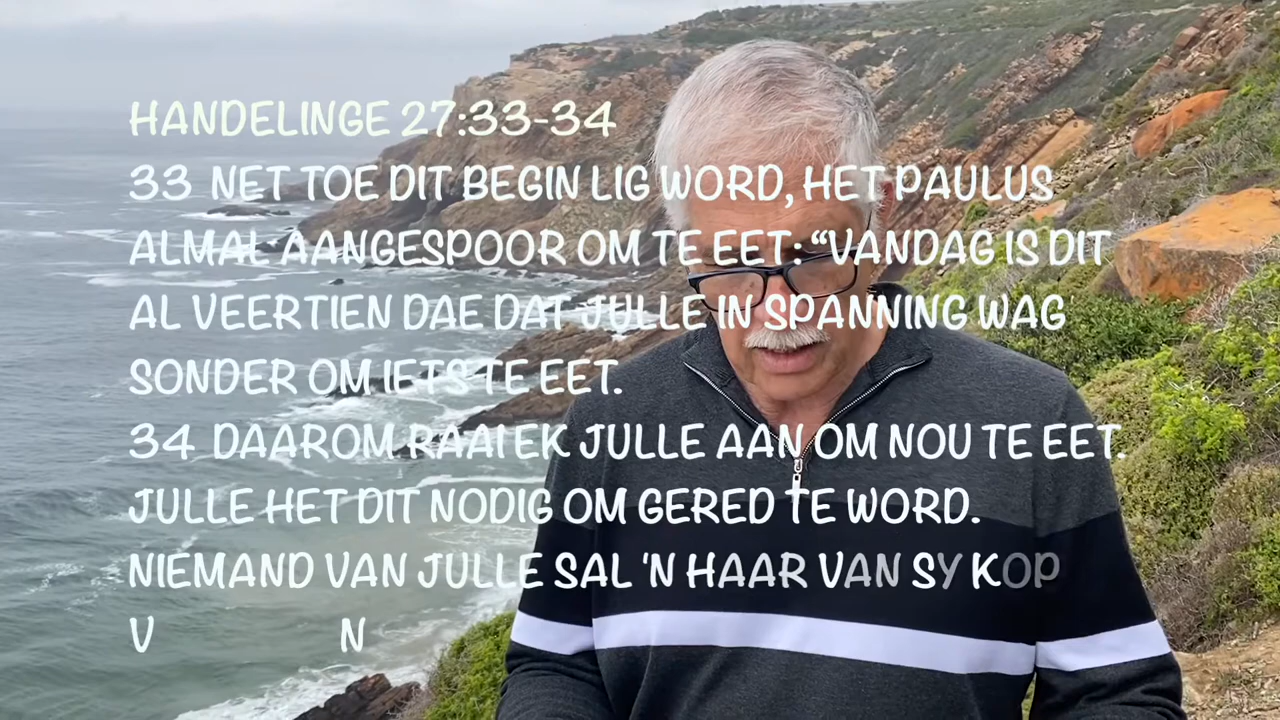 HANDELINGE 27:33-34
33 NET TOE DIT BEGIN LIG WORD, HET PAULUS
ALMAL AANGESPOOR OM TE EET: “VANDAG IS DIT
AL VEERTIEN DAE DAT JULLE IN SPANNING WAG
SONDER OM IETS TE EET.
34 DAAROM RAAI EK JULLE AAN OM NOU TE EET.
JULLE HET DIT NODIG OM GERED TE WORD.
NIEMAND VAN JULLE SAL 'N HAAR VAN SY KOP